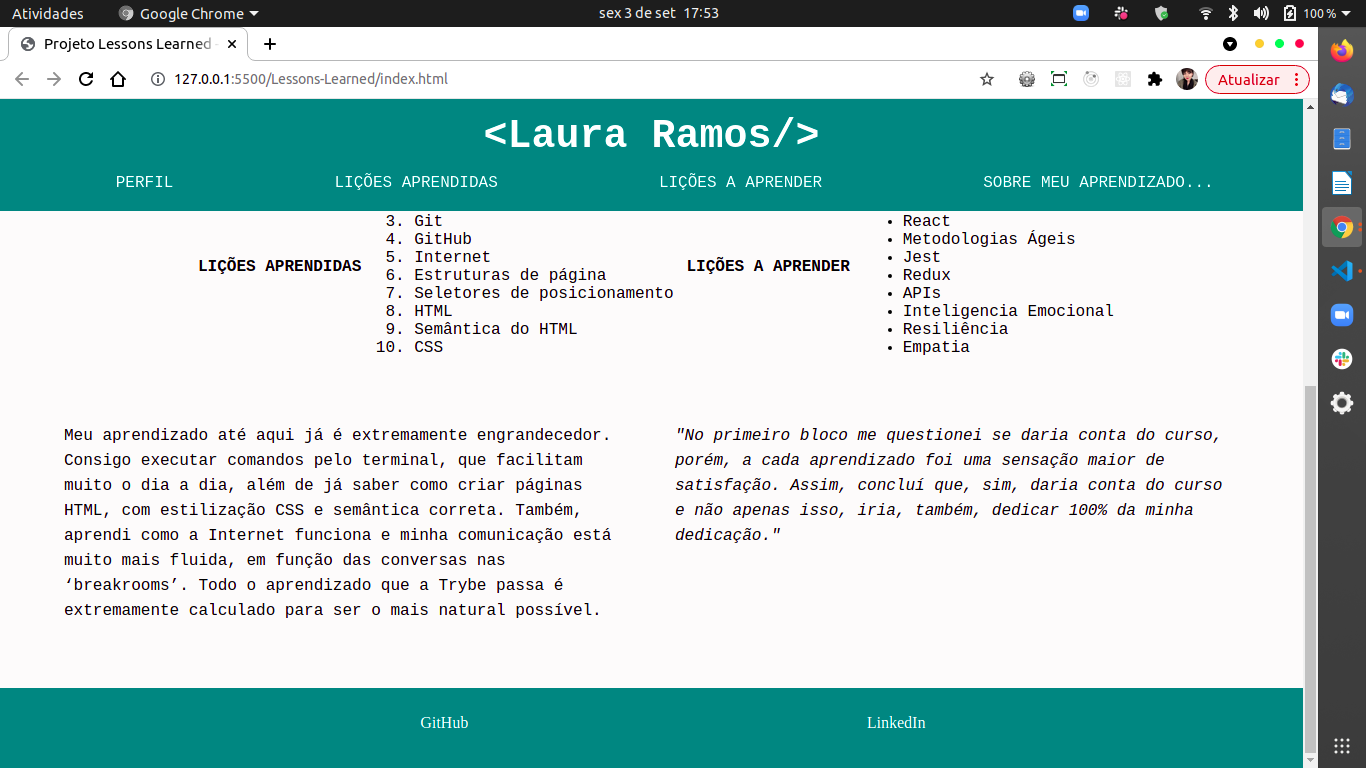 Atividades
Google Chrome
sex 3 de set 17:53
100 %
Projeto Lessons Learned
127.0.0.1:5500/Lessons-Learned/index.html
Atualizar
<Laura Ramos/>
PERFIL
LIÇÕES APRENDIDAS
LIÇÕES A APRENDER
SOBRE MEU APRENDIZADO...
LIÇÕES APRENDIDAS
3. Git
4. GitHub
5. Internet
6. Estruturas de página
7. Seletores de posicionamento
8. HTML
9. Semântica do HTML
10. CSS
LIÇÕES A APRENDER
• React
• Metodologias Ágeis
• Jest
• Redux
• APIs
• Inteligencia Emocional
• Resiliência
• Empatia
Meu aprendizado até aqui já é extremamente engrandecedor.
Consigo executar comandos pelo terminal, que facilitam
muito o dia a dia, além de já saber como criar páginas
HTML, com estilização CSS e semântica correta. Também,
aprendi como a Internet funciona e minha comunicação está
muito mais fluida, em função das conversas nas
‘breakrooms’. Todo o aprendizado que a Trybe passa é
extremamente calculado para ser o mais natural possível.
"No primeiro bloco me questionei se daria conta do curso,
porém, a cada aprendizado foi uma sensação maior de
satisfação. Assim, concluí que, sim, daria conta do curso
e não apenas isso, iria, também, dedicar 100% da minha
dedicação."
GitHub
LinkedIn